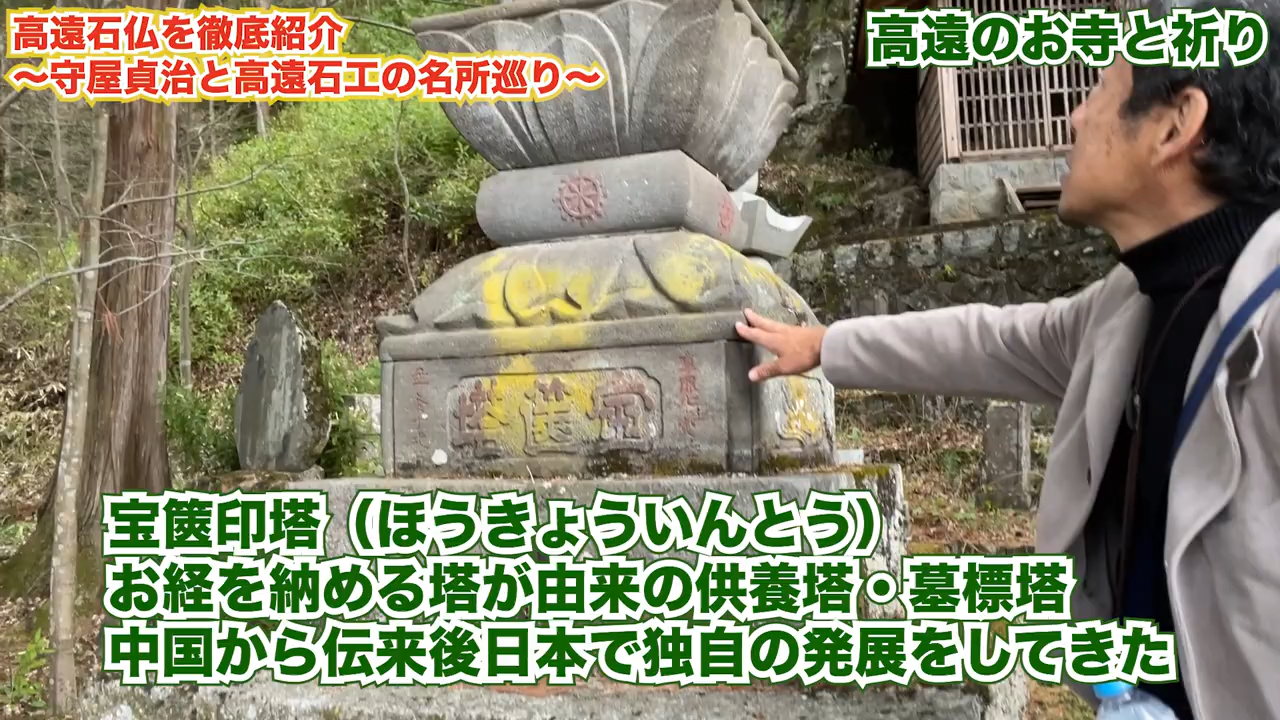 高遠石仏を徹底紹介
～守屋貞治と高遠石工の名所巡り～
高遠のお寺と祈り
塔篋宝
宝篋印塔（ほうきょういんとう）
お経を納める塔が由来の供養塔・墓標塔
中国から伝来後日本で独自の発展をしてきた